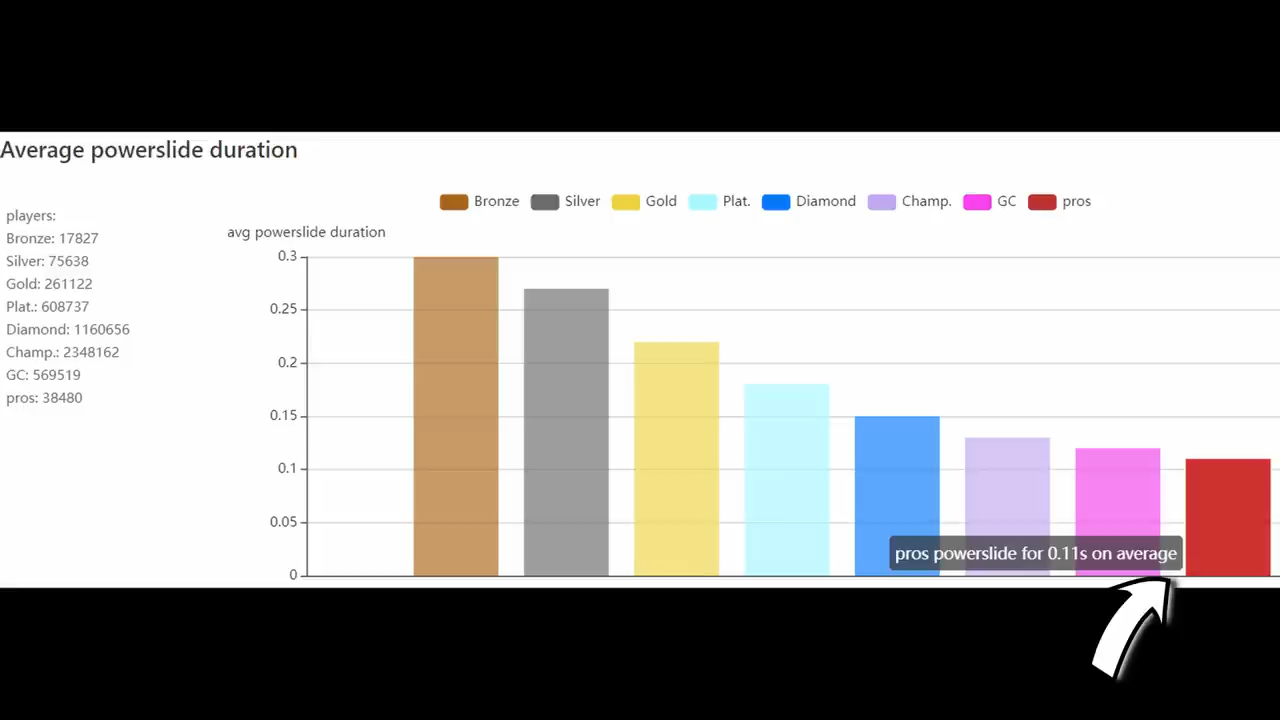 Average powerslide duration
Bronze Silver Gold Plat. Diamond Champ. GC pros
players:
Bronze: 17827
Silver: 75638
Gold: 261122
Plat.: 608737
Diamond: 1160656
Champ.: 2348162
GC: 569519
pros: 38480
avg powerslide duration
0.3
0.25
0.2
0.15
0.1
0.05
0
pros powerslide for 0.11s on average